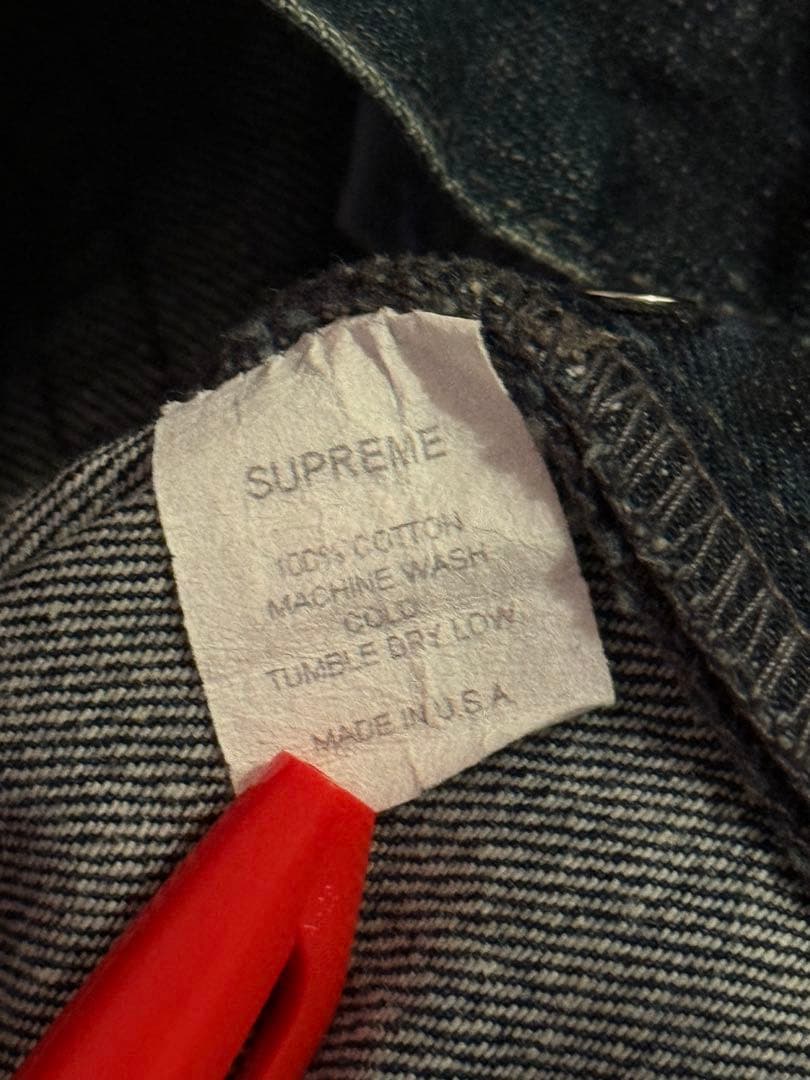 SUPREME
100% COTTON
MACHINE WASH
COLD
TUMBLE DRY LOW
MADE IN U.S.A